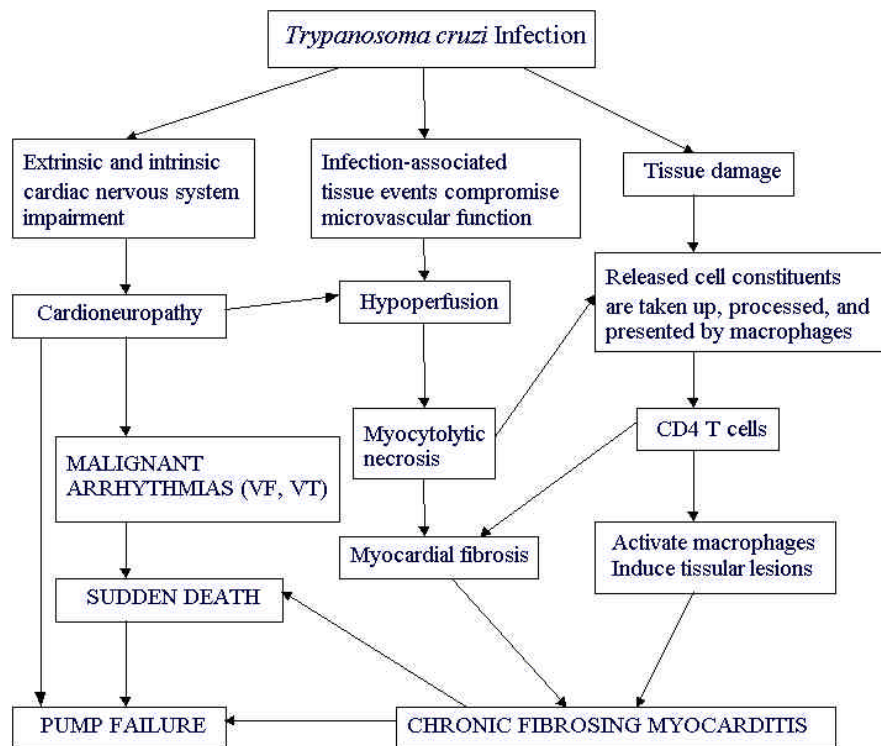 Trypanosoma cruzi Infection
Extrinsic and intrinsic
cardiac nervous system
impairment
Infection-associated
tissue events compromise
microvascular function
Tissue damage
Cardioneuropathy
Hypoperfusion
Released cell constituents
are taken up, processed, and
presented by macrophages
Myocytolytic
necrosis
CD4 T cells
MALIGNANT
ARRHYTHMIAS (VF, VT)
Myocardial fibrosis
Activate macrophages
Induce tissular lesions
SUDDEN DEATH
PUMP FAILURE
CHRONIC FIBROSING MYOCARDITIS